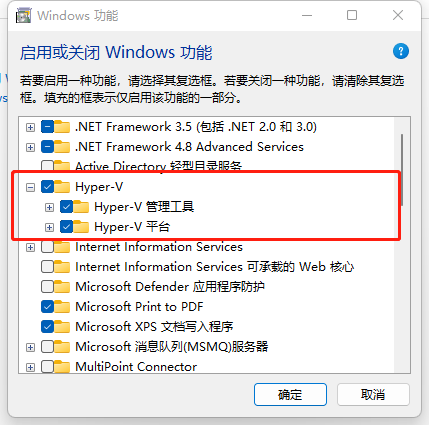 Windows 功能
启用或关闭 Windows 功能
若要启用一种功能，请选择其复选框。若要关闭一种功能，请清除其复选
框。填充的框表示仅启用该功能的一部分。
.NET Framework 3.5 (包括 .NET 2.0 和 3.0)
.NET Framework 4.8 Advanced Services
Active Directory 轻型目录服务
Hyper-V
Hyper-V 管理工具
Hyper-V 平台
Internet Information Services
Internet Information Services 可承载的 Web 核心
Microsoft Defender 应用程序防护
Microsoft Print to PDF
Microsoft XPS 文档写入程序
Microsoft 消息队列(MSMQ)服务器
MultiPoint Connector
确定
取消